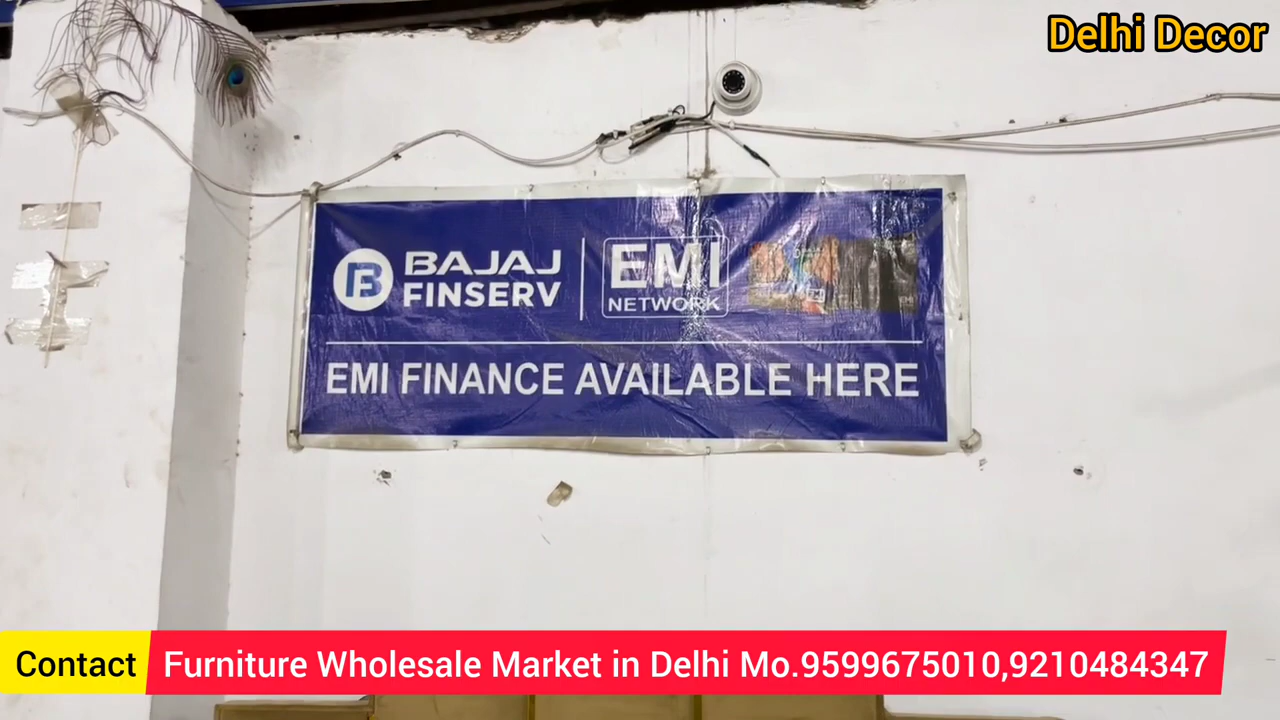 Delhi Decor
BAJAJ
FINSERV
EMI
NETWORK
EMI FINANCE AVAILABLE HERE
Contact
Furniture Wholesale Market in Delhi Mo.9599675010,9210484347